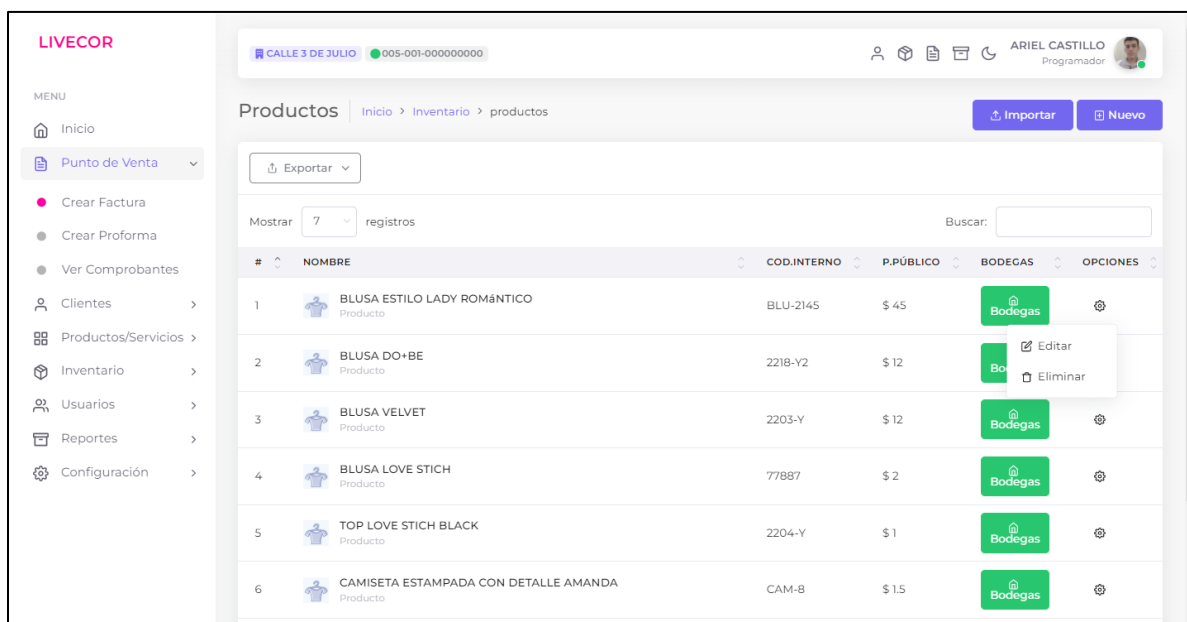 LIVECOR
CALLE 3 DE JULIO 005-001-000000000
ARIEL CASTILLO
Programador
MENU
Inicio
Punto de Venta
Crear Factura
Crear Proforma
Ver Comprobantes
Clientes
Productos/Servicios
Inventario
Usuarios
Reportes
Configuración
Productos Inicio > Inventario > productos
Importar Nuevo
Exportar
Mostrar 7 registros Buscar:
# NOMBRE COD.INTERNO P.PÚBLICO BODEGAS OPCIONES
1 BLUSA ESTILO LADY ROMáNTICO BLU-2145 $ 45 Bodegas
Producto
Editar
Eliminar
2 BLUSA DO+BE 2218-Y2 $ 12
Producto
3 BLUSA VELVET 2203-Y $ 12 Bodegas
Producto
4 BLUSA LOVE STICH 77887 $ 2 Bodegas
Producto
5 TOP LOVE STICH BLACK 2204-Y $ 1 Bodegas
Producto
6 CAMISETA ESTAMPADA CON DETALLE AMANDA CAM-8 $ 1.5 Bodegas
Producto